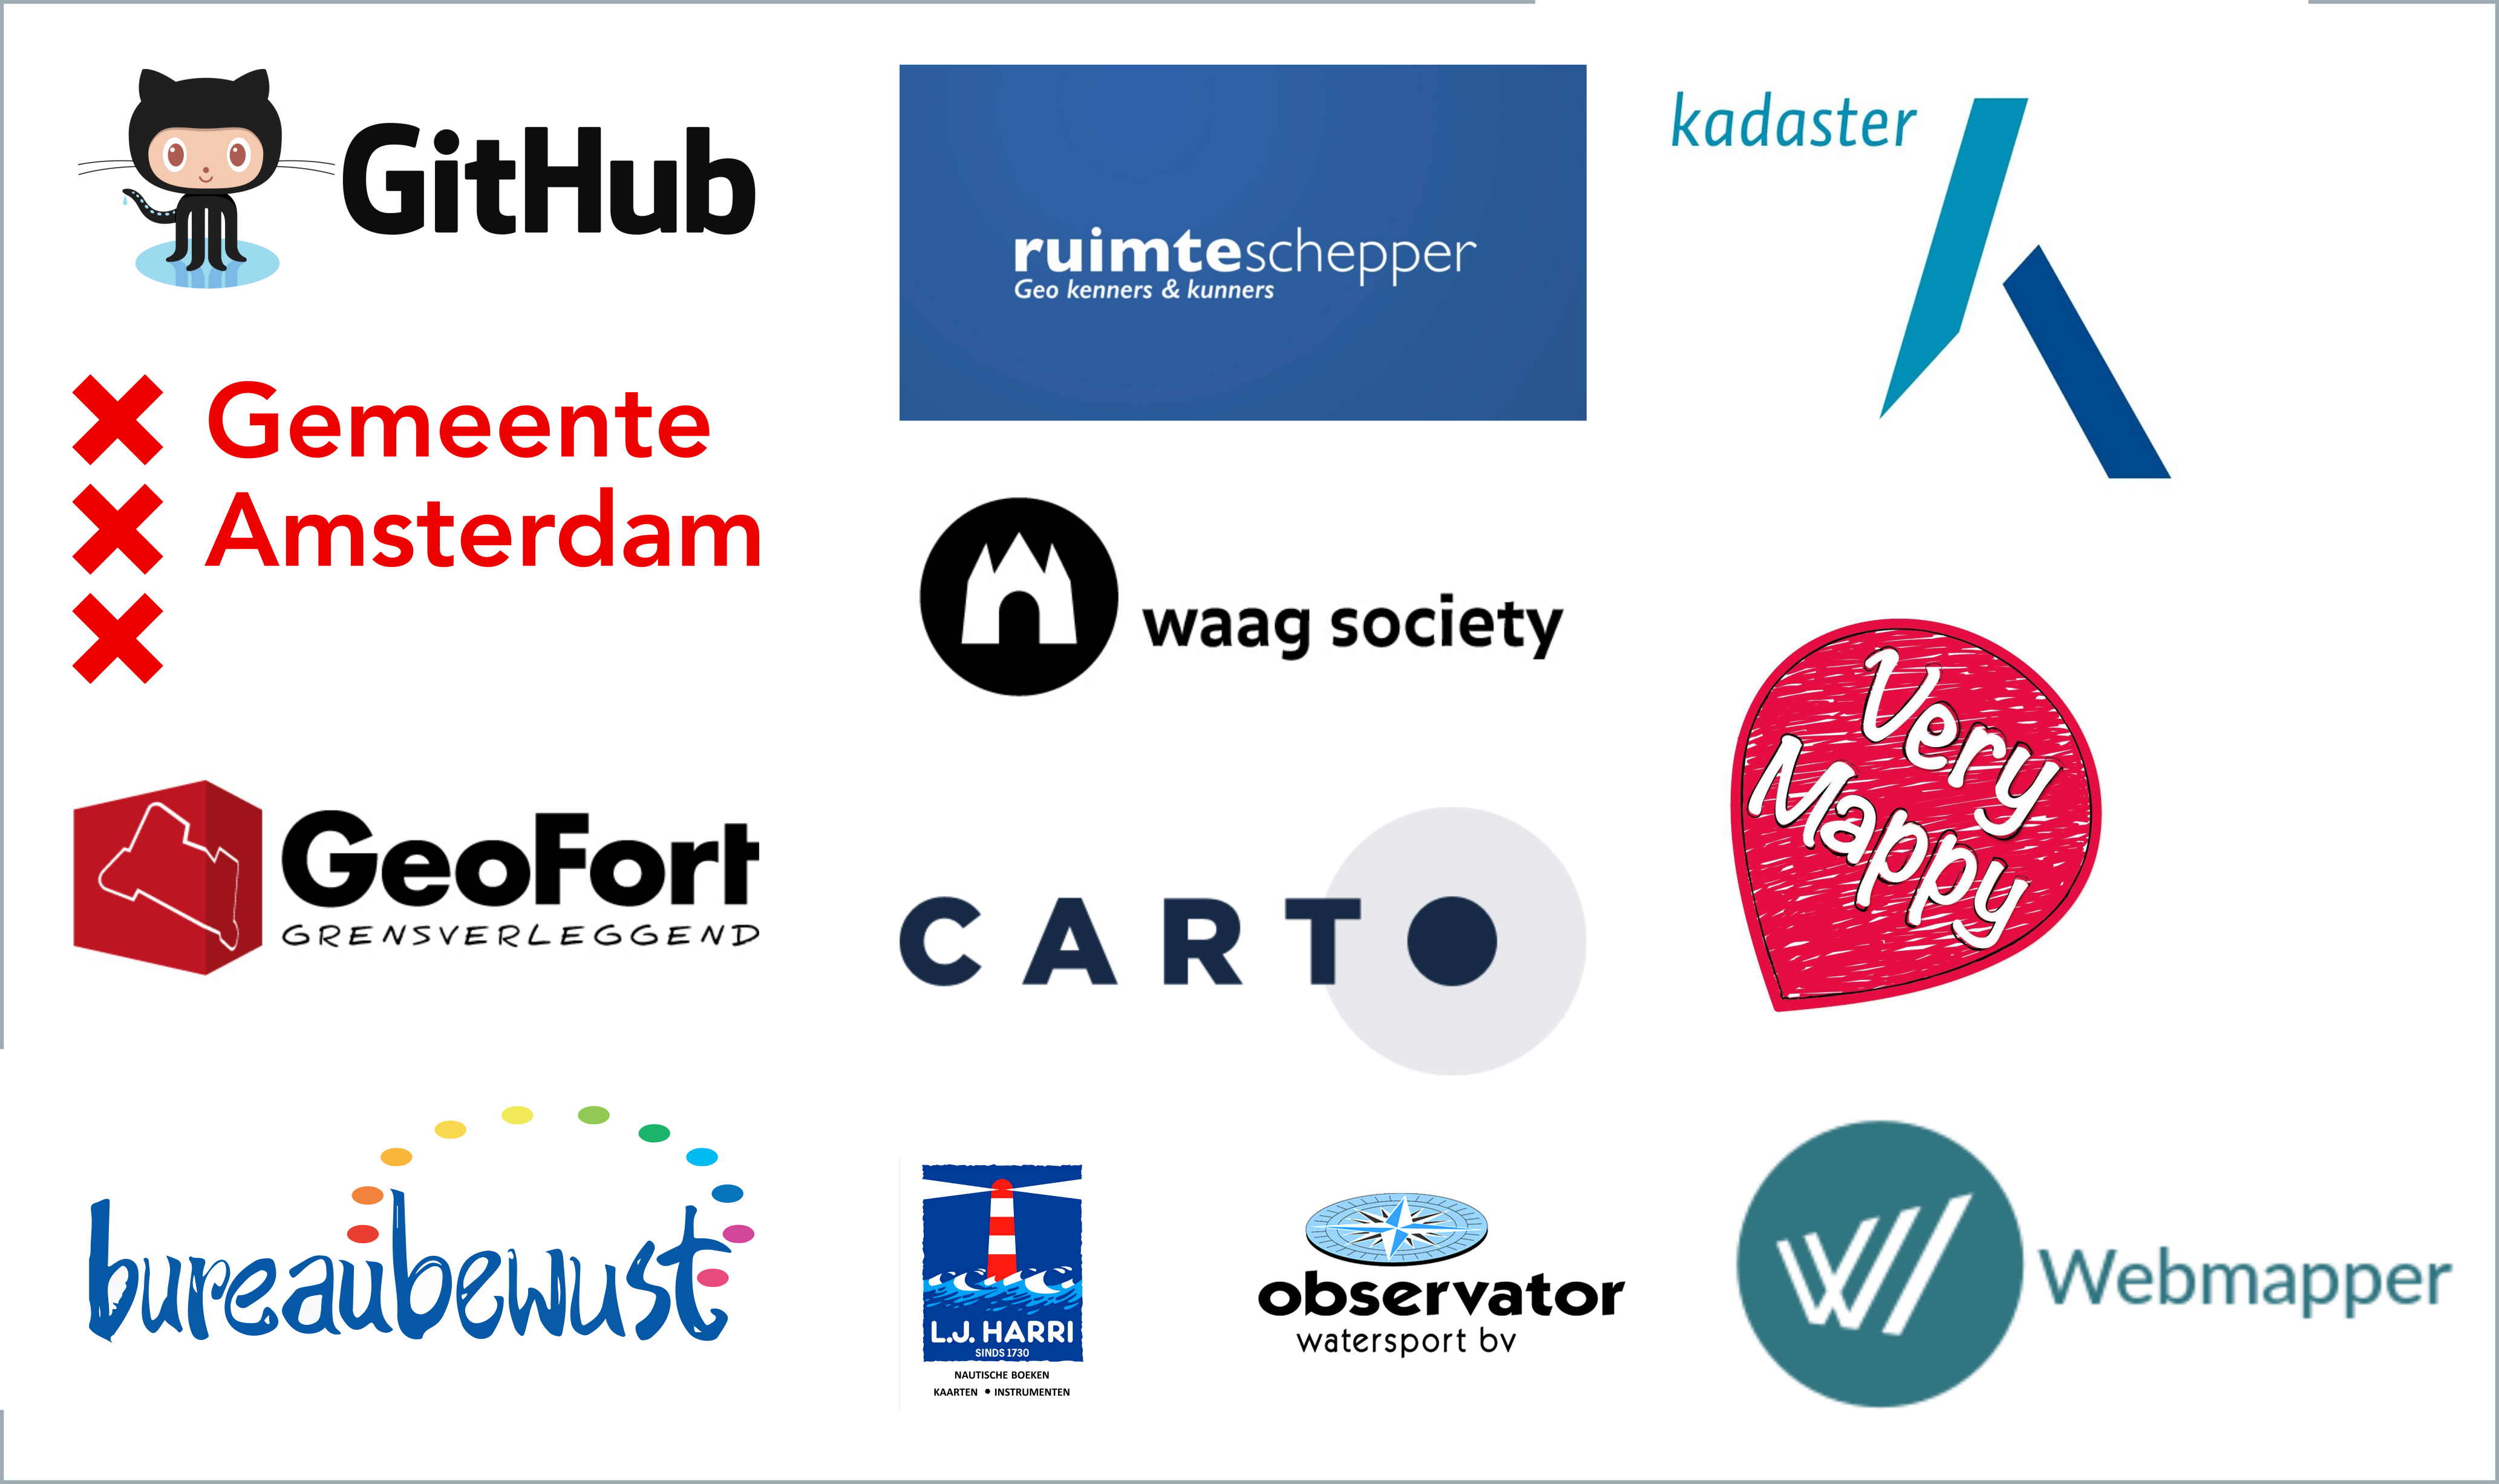 GitHub
Gemeente
Amsterdam
GeoFort
GRENSVERLEGGEND
bureaubewust
ruimteschepper
Geo kenners & kunners
waag society
CARTO
L.J. HARRI
SINDS 1730
NAUTISCHE BOEKEN
KAARTEN • INSTRUMENTEN
observator
watersport bv
kadaster
Very
Mappy
Webmapper